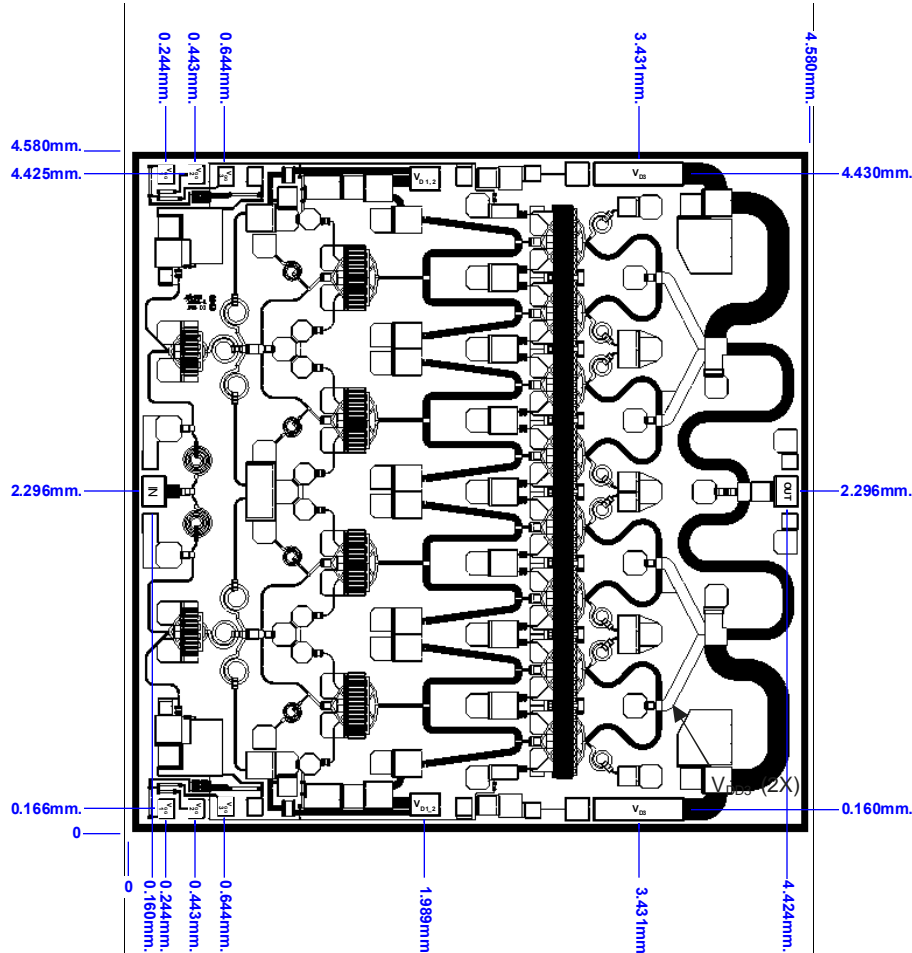 0.244mm.
0.443mm.
0.644mm.
3.431mm.
4.580mm.
4.580mm.
4.425mm.
4.430mm.
VD1,2
VD3
2.296mm.
IN
OUT
2.296mm.
VDD3 (2X)
0.166mm.
VD1,2
VD3
0.160mm.
0
0
0.160mm.
0.244mm.
0.443mm.
0.644mm.
1.989mm
3.431mm.
4.424mm.